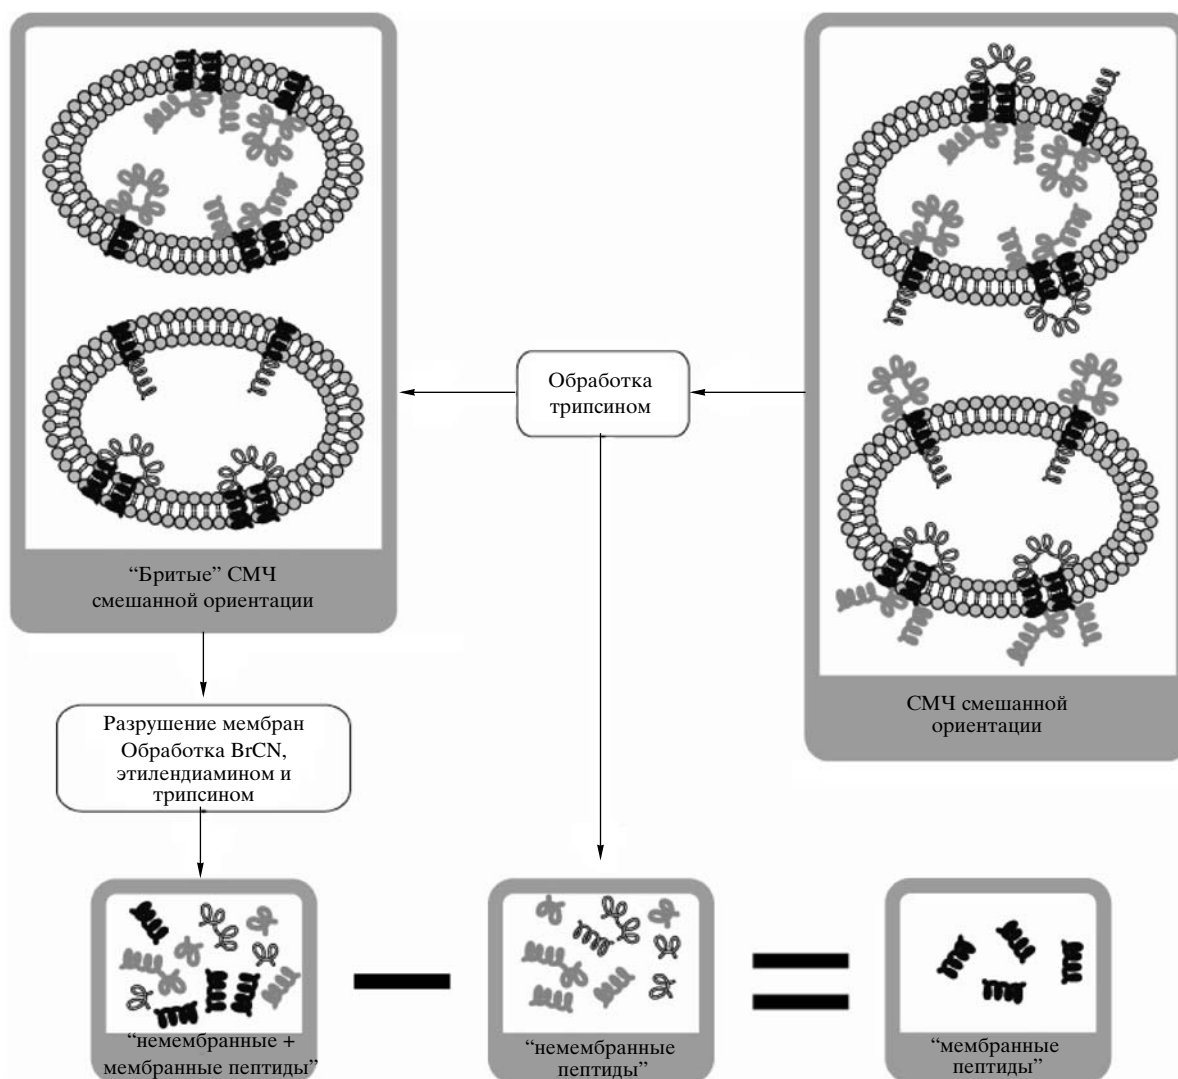 Обработка
трипсином
“Бритые” СМЧ
смешанной ориентации
СМЧ смешанной
ориентации
Разрушение мембран
Обработка BrCN,
этилендиамином и
трипсином
“немембранные +
мембранные пептиды”
“немембранные
пептиды”
“мембранные
пептиды”